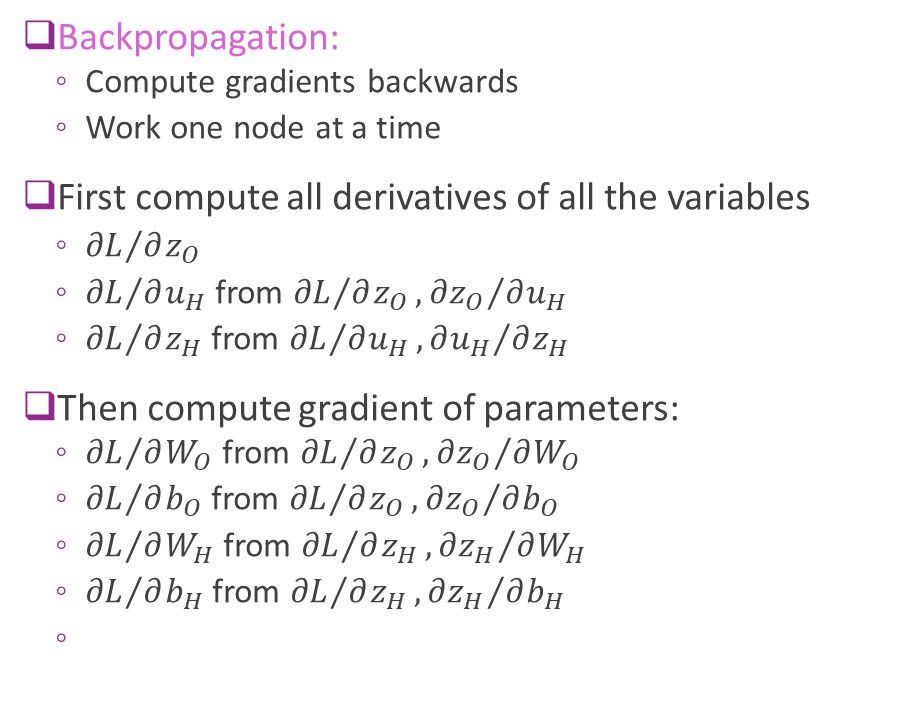 ❑Backpropagation:
◦ Compute gradients backwards
◦ Work one node at a time
❑First compute all derivatives of all the variables
◦ ∂L/∂z_O
◦ ∂L/∂u_H from ∂L/∂z_O , ∂z_O/∂u_H
◦ ∂L/∂z_H from ∂L/∂u_H , ∂u_H/∂z_H
❑Then compute gradient of parameters:
◦ ∂L/∂W_O from ∂L/∂z_O , ∂z_O/∂W_O
◦ ∂L/∂b_O from ∂L/∂z_O , ∂z_O/∂b_O
◦ ∂L/∂W_H from ∂L/∂z_H , ∂z_H/∂W_H
◦ ∂L/∂b_H from ∂L/∂z_H , ∂z_H/∂b_H
◦